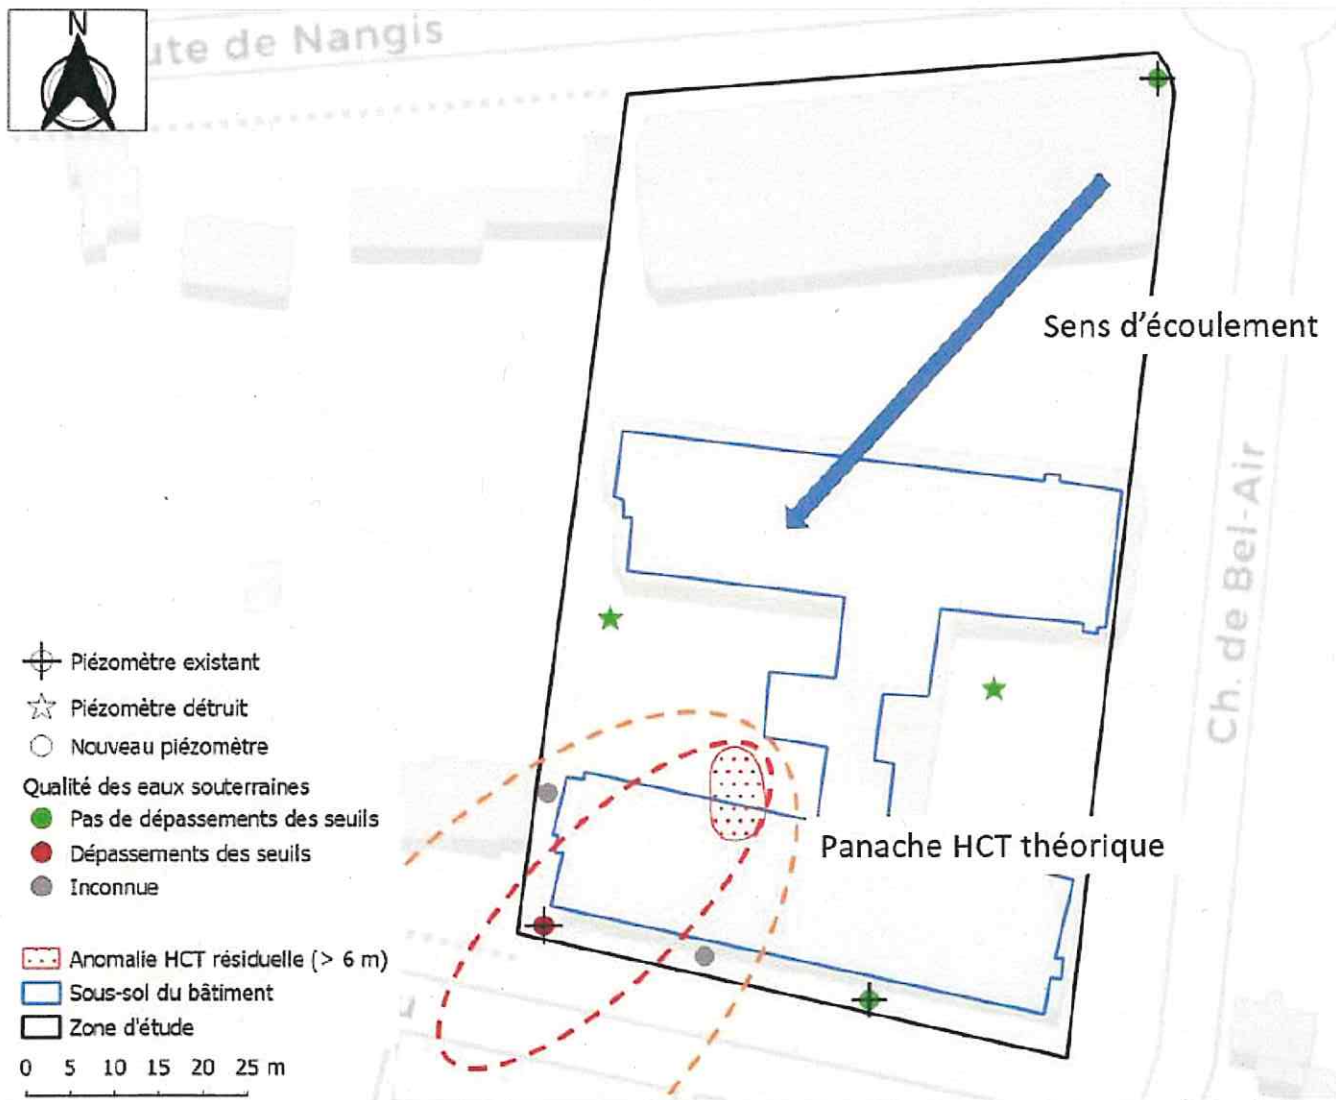 N
ute de Nangis
Sens d'écoulement
Ch. de Bel-Air
Piézomètre existant
Piézomètre détruit
Nouveau piézomètre
Qualité des eaux souterraines
Pas de dépassements des seuils
Dépassements des seuils
Inconnue
Panache HCT théorique
Anomalie HCT résiduelle (> 6 m)
Sous-sol du bâtiment
Zone d'étude
0 5 10 15 20 25 m